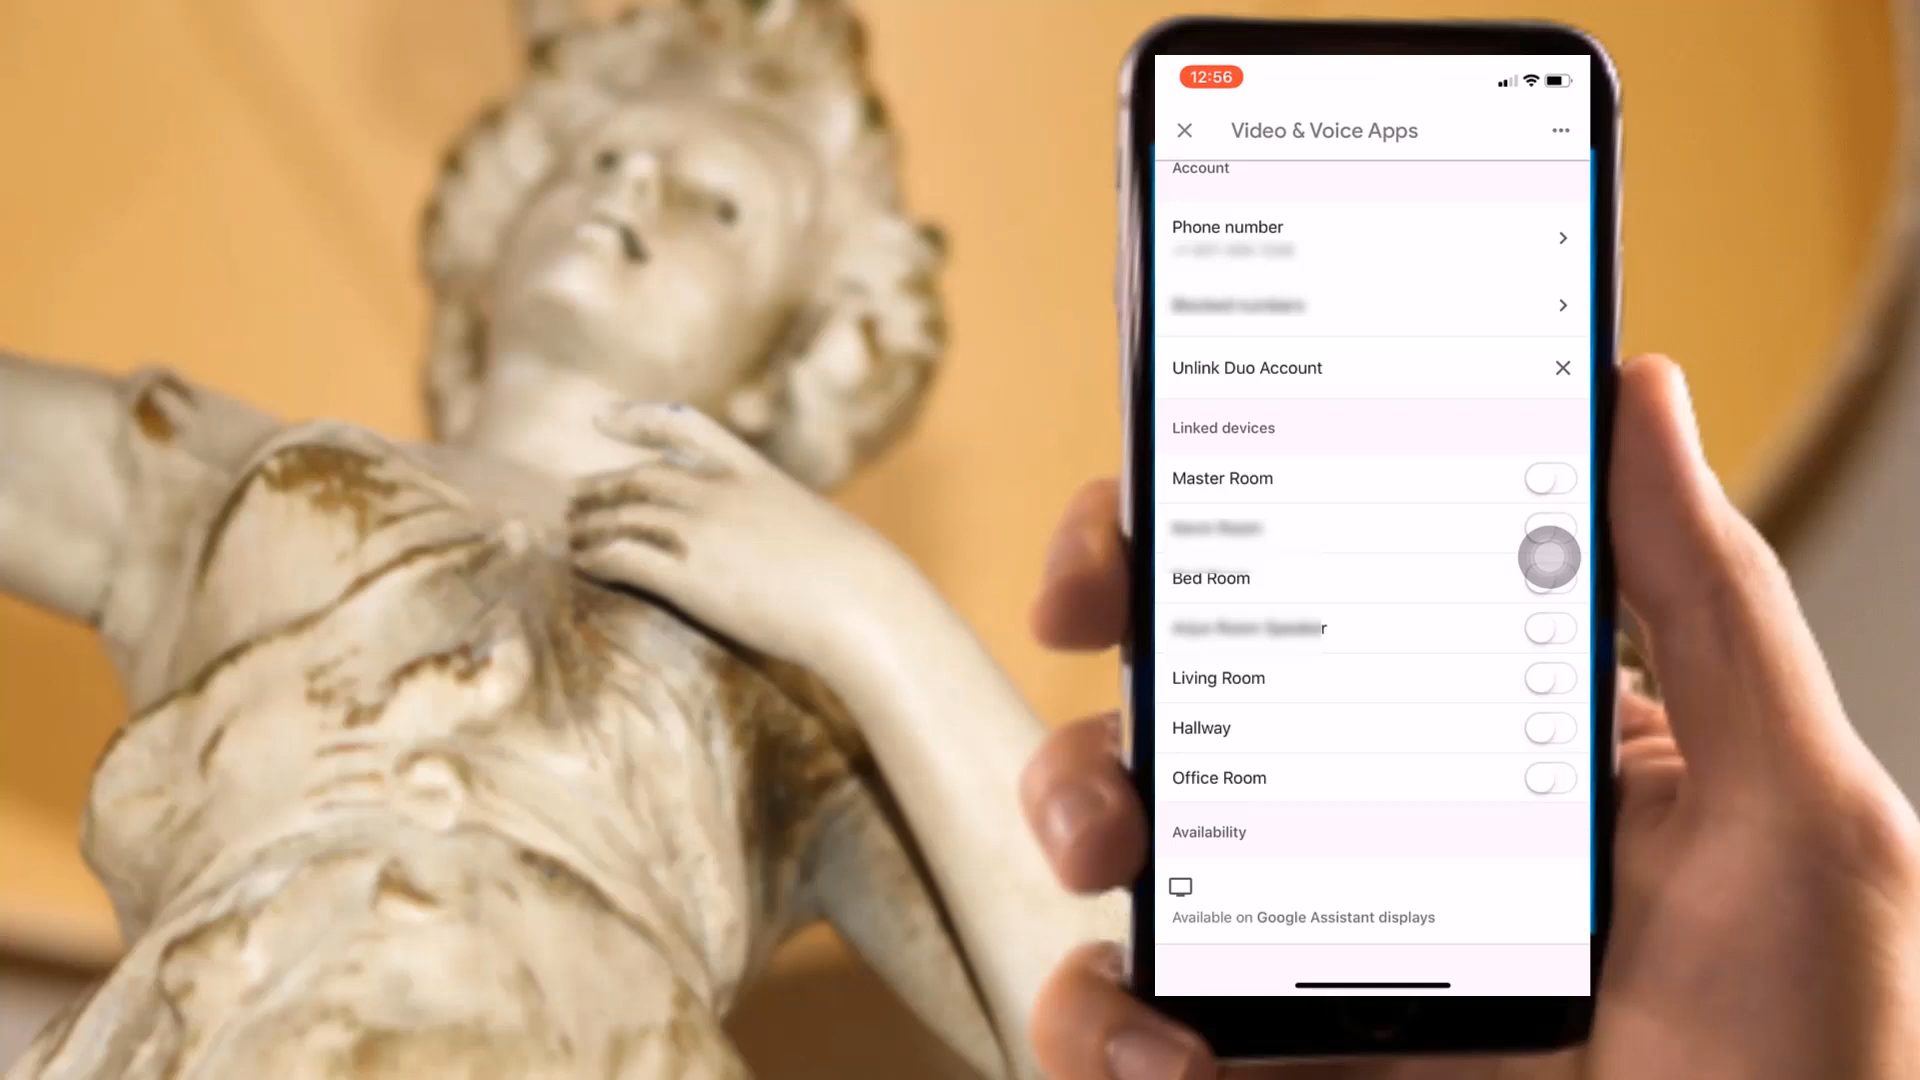 12:56
Video & Voice Apps
Account
Phone number
Unlink Duo Account
Linked devices
Master Room
Bed Room
Living Room
Hallway
Office Room
Availability
Available on Google Assistant displays